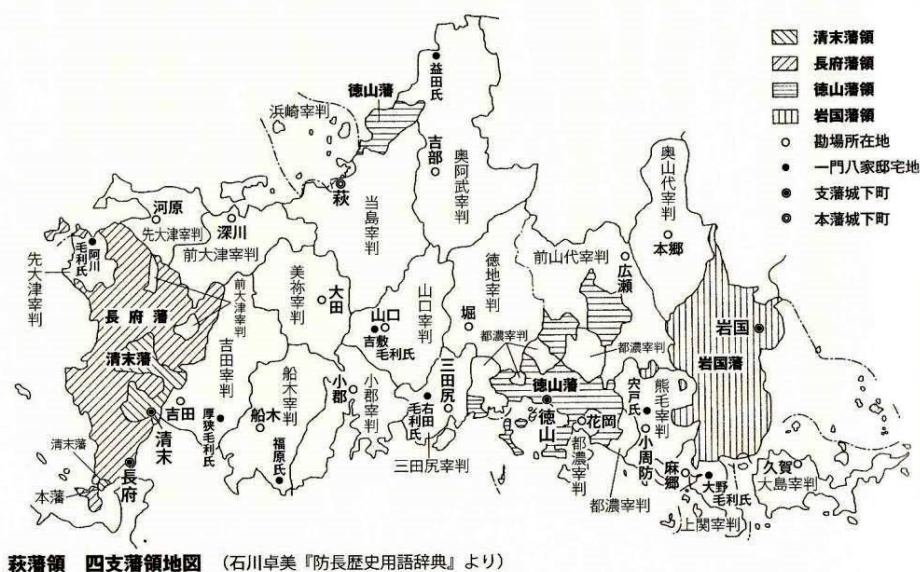 清末藩領
長府藩領
徳山藩領
岩国藩領
勘場所在地
一門八家邸宅地
支藩城下町
本藩城下町
益田氏
徳山藩
浜崎宰判
吉部
奥阿武宰判
奥山代宰判
萩
当島宰判
河原
先大津宰判
深川
前大津宰判
本郷
先大津宰判
阿川
毛利氏
前大津宰判
美祢宰判
大田
山口宰判
徳地宰判
前山代宰判
広瀬
長府藩
吉田宰判
山口
吉敷
毛利氏
堀
都濃宰判
都濃宰判
岩国
岩国藩
清末藩
船木宰判
小郡
小郡宰判
三田尻
徳山藩
宍戸氏
熊毛宰判
吉田
厚狭毛利氏
船木
右田
毛利氏
徳山
花岡
小周防
清末藩
清末
福原氏
三田尻宰判
都濃宰判
麻郷
久賀
大島宰判
本藩
長府
都濃宰判
大野
毛利氏
上関宰判
萩藩領 四支藩領地図 (石川卓美『防長歴史用語辞典』より)